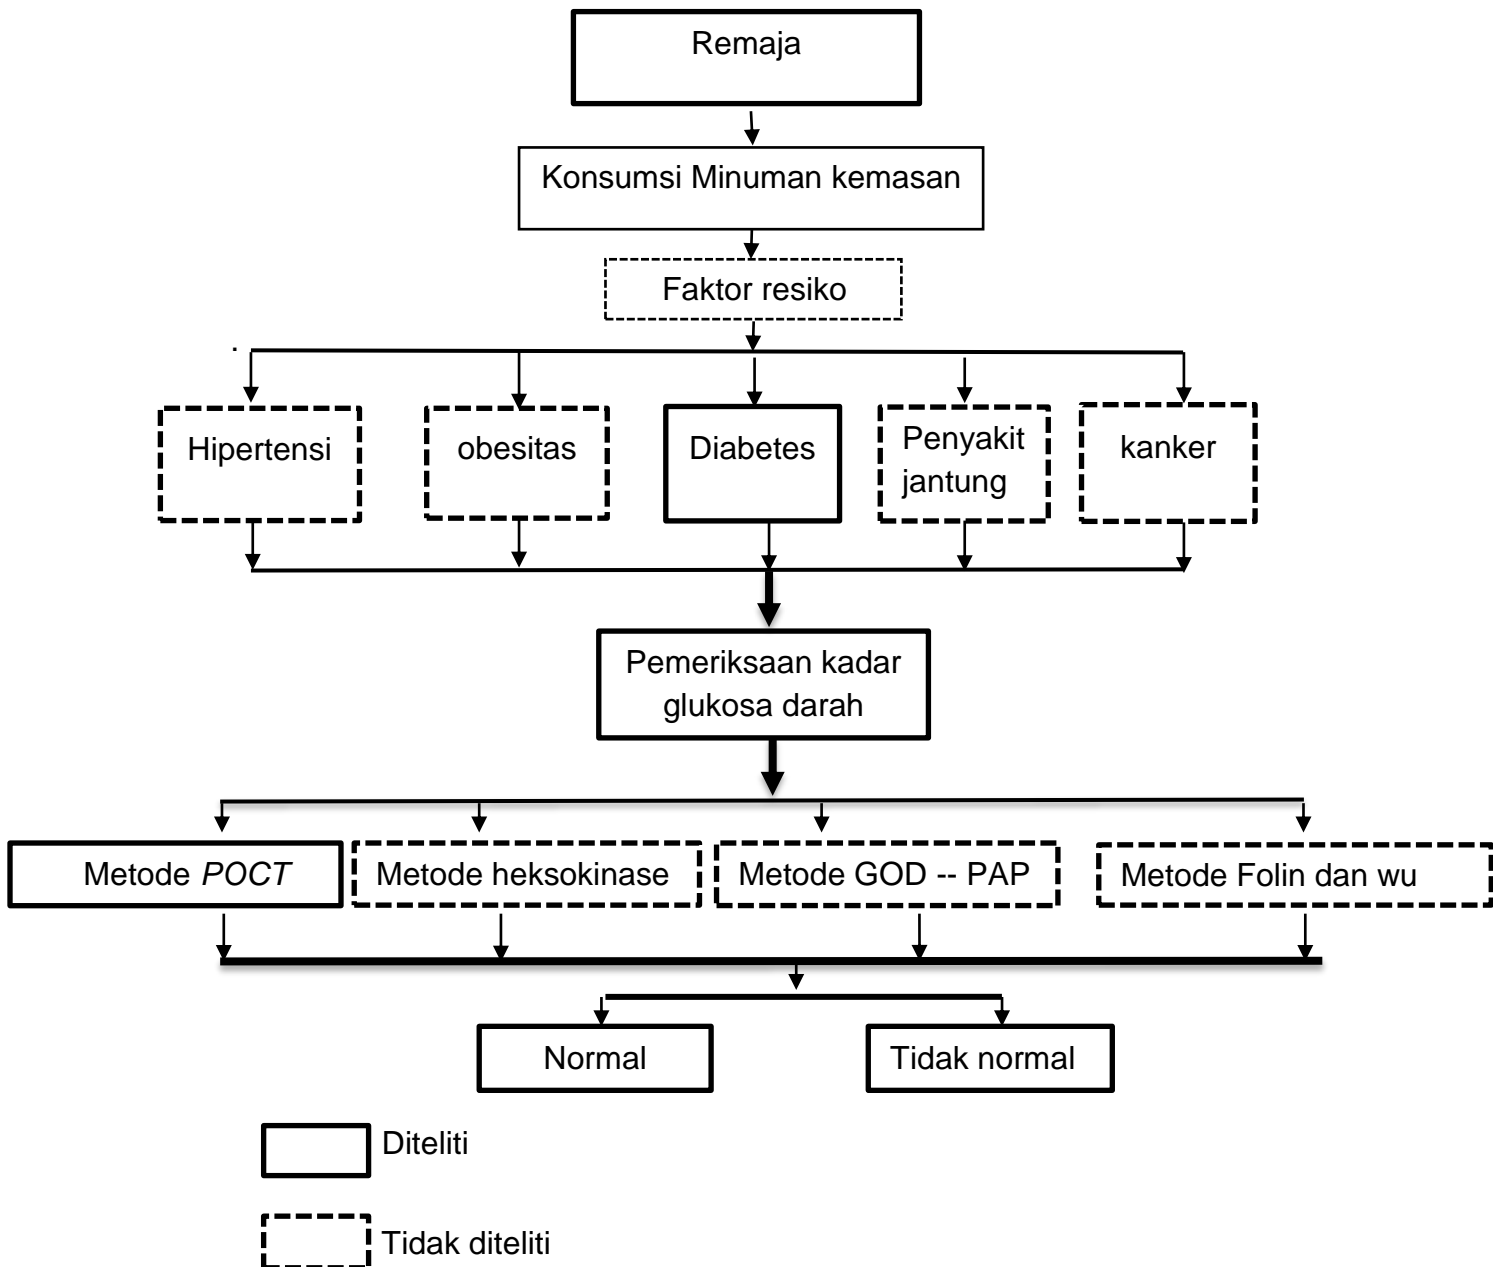 Remaja
Konsumsi Minuman kemasan
Faktor resiko
.
Hipertensi
obesitas
Diabetes
Penyakit
jantung
kanker
Pemeriksaan kadar
glukosa darah
Metode POCT
Metode heksokinase
Metode GOD -- PAP
Metode Folin dan wu
Normal
Tidak normal
Diteliti
Tidak diteliti